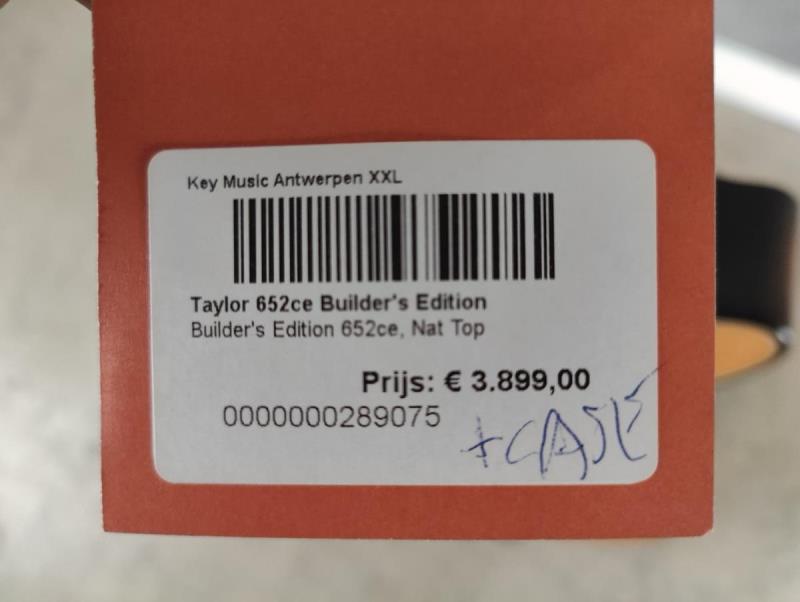 Key Music Antwerpen XXL
Taylor 652ce Builder's Edition
Builder's Edition 652ce, Nat Top
Prijs: € 3.899,00
0000000289075
+CASE